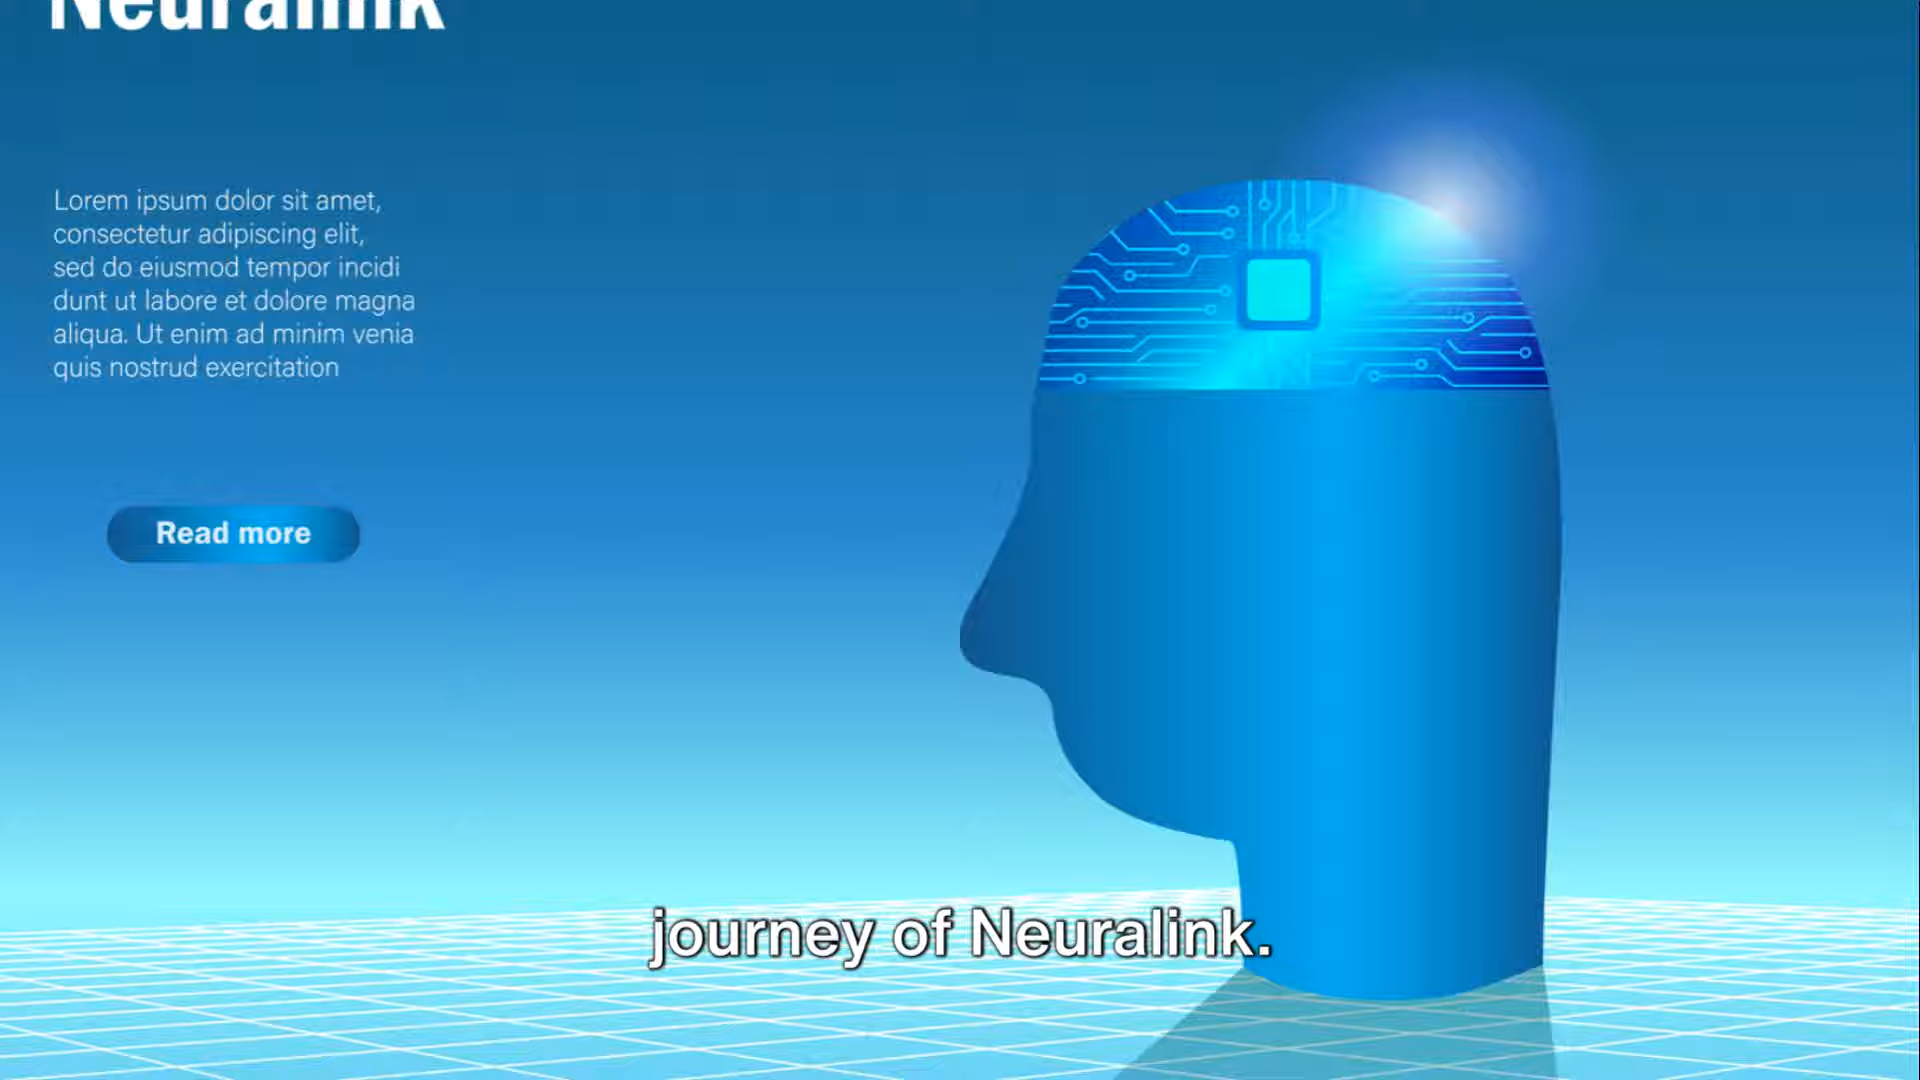 Neuralink
Lorem ipsum dolor sit amet,
consectetur adipiscing elit,
sed do eiusmod tempor incidi
dunt ut labore et dolore magna
aliqua. Ut enim ad minim venia
quis nostrud exercitation
Read more
journey of Neuralink.